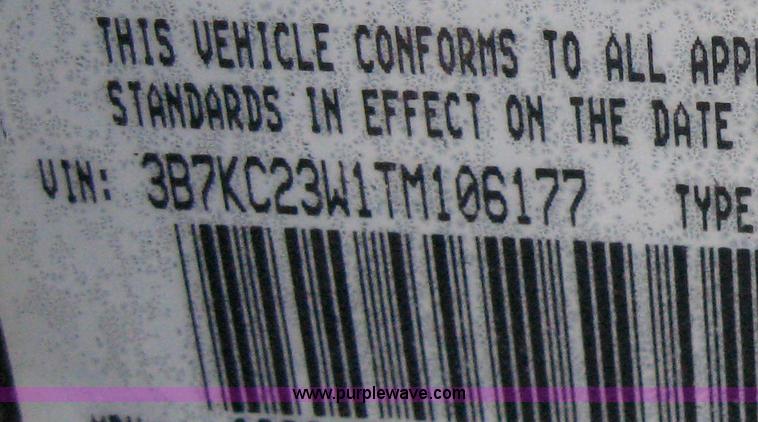 THIS VEHICLE CONFORMS TO ALL
STANDARDS IN EFFECT ON THE DATE
VIN: 3B7KC23W1TM106177 TYPE
www.purplewave.com